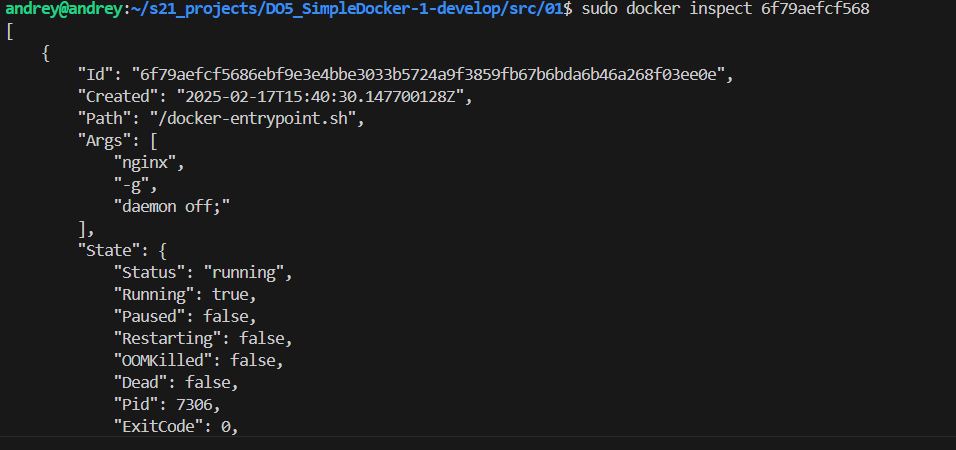 andrey@andrey:~/s21_projects/DO5_SimpleDocker-1-develop/src/01$ sudo docker inspect 6f79aefcf568
[
    {
        "Id": "6f79aefcf5686ebf9e3e4bbe3033b5724a9f3859fb67b6bda6b46a268f03ee0e",
        "Created": "2025-02-17T15:40:30.147700128Z",
        "Path": "/docker-entrypoint.sh",
        "Args": [
            "nginx",
            "-g",
            "daemon off;"
        ],
        "State": {
            "Status": "running",
            "Running": true,
            "Paused": false,
            "Restarting": false,
            "OOMKilled": false,
            "Dead": false,
            "Pid": 7306,
            "ExitCode": 0,